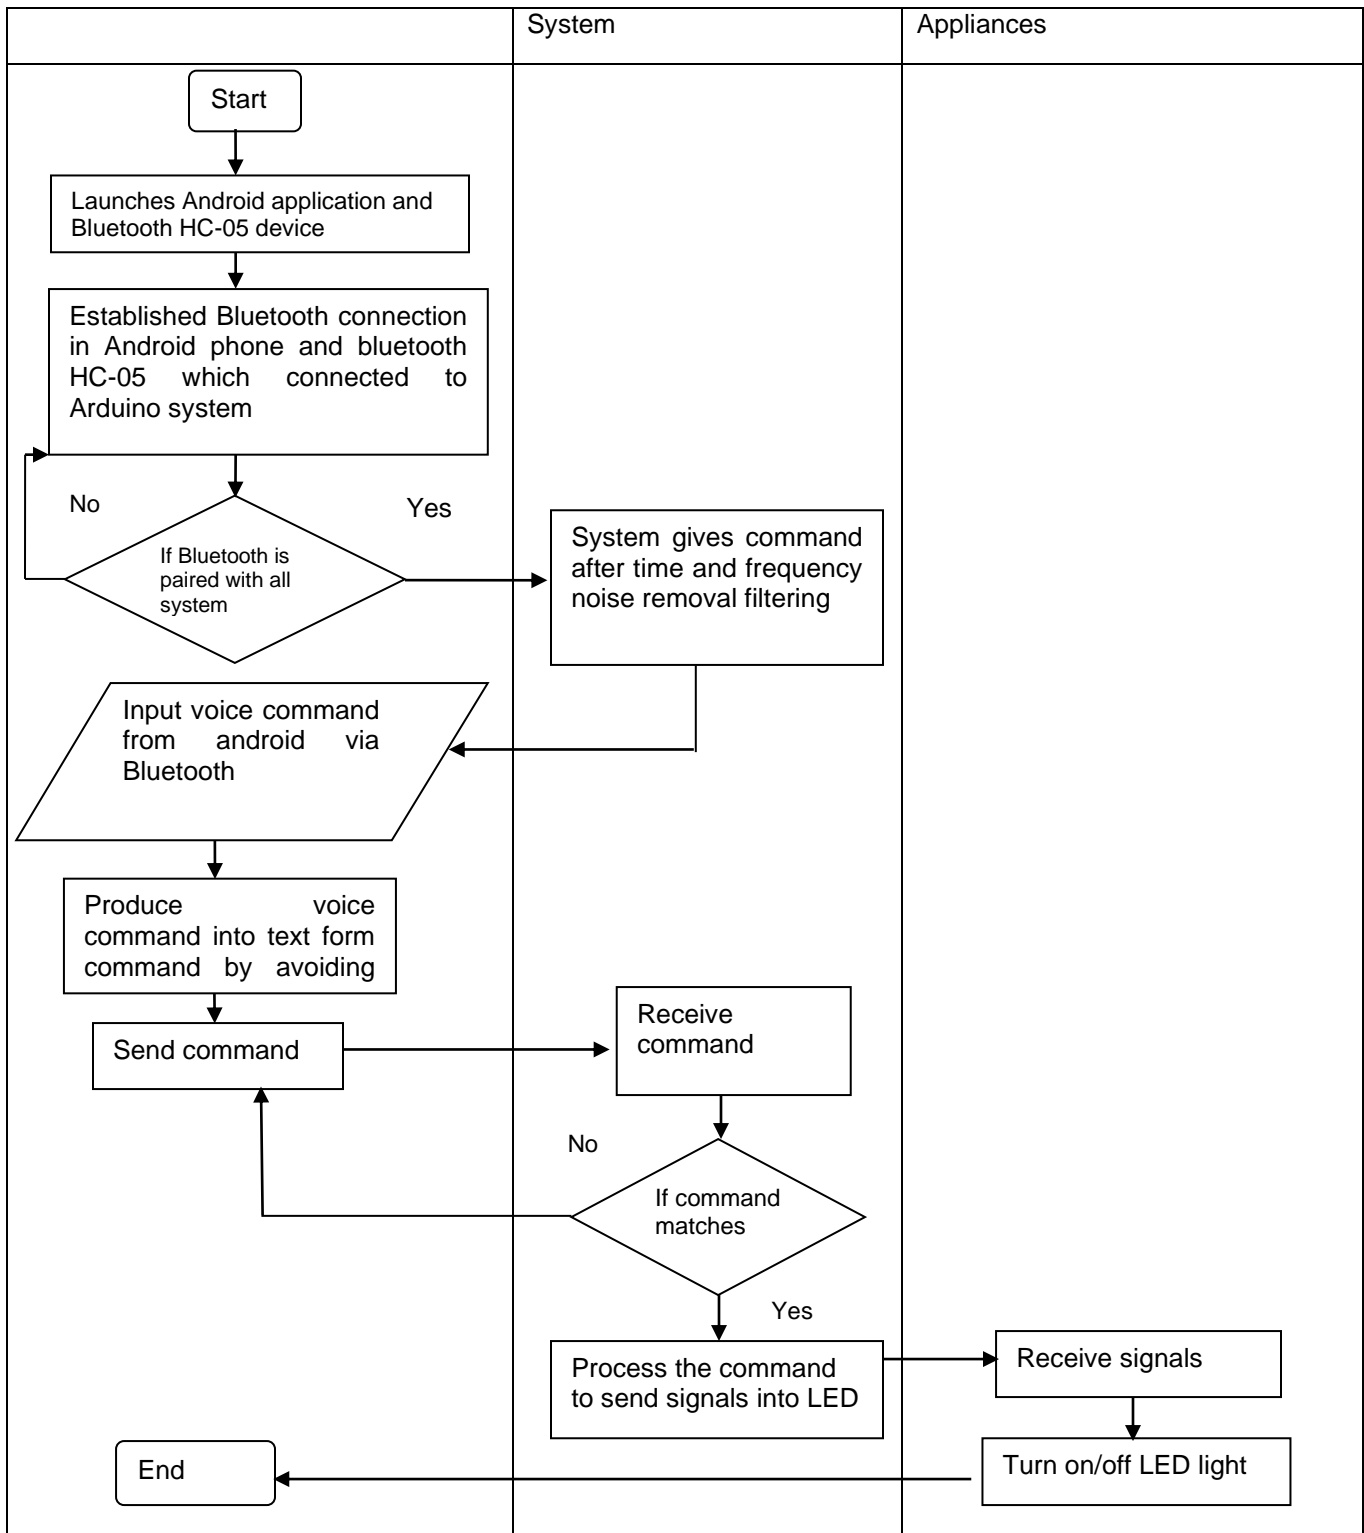 System
Appliances
Start
Launches Android application and
Bluetooth HC-05 device
Established Bluetooth connection
in Android phone and bluetooth
HC-05 which connected to
Arduino system
No
Yes
If Bluetooth is
paired with all
system
System gives command
after time and frequency
noise removal filtering
Input voice command
from android via
Bluetooth
Produce voice
command into text form
command by avoiding
Send command
Receive
command
No
If command
matches
Yes
Process the command
to send signals into LED
Receive signals
Turn on/off LED light
End